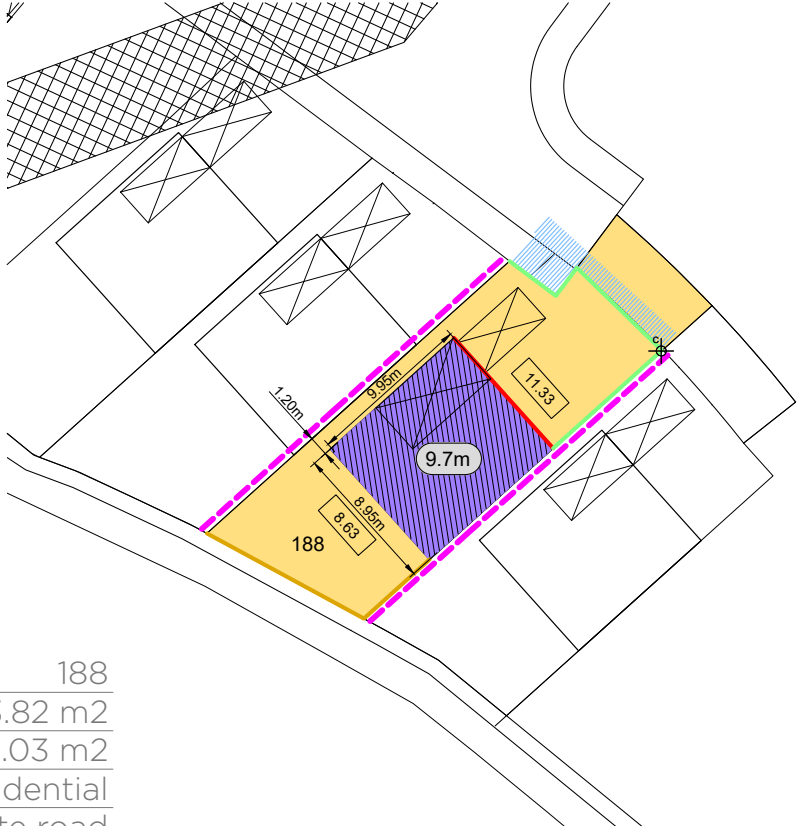 c
9.95m
11.33
1.20m
9.7m
8.95m
8.63
188
188
.82 m2
.03 m2
dential
road